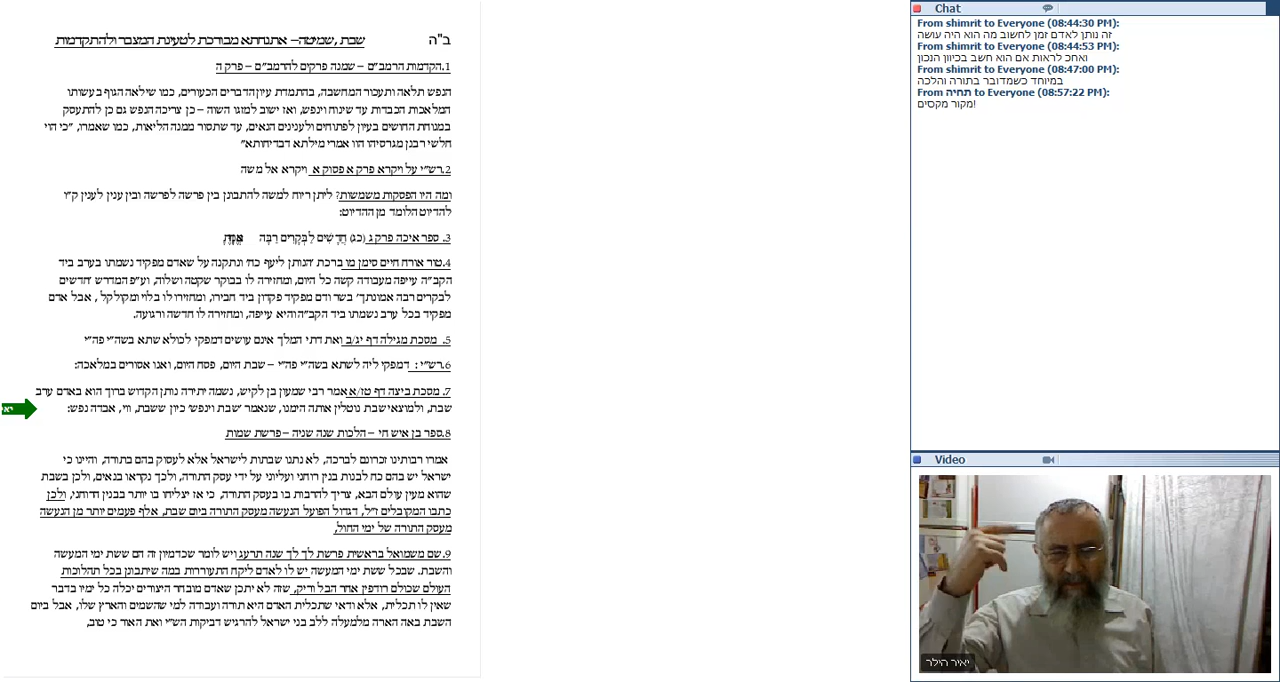 ב"ה
שבת ,שמיטה– אתנחתא מבורכת לטעינת המצבר ולהתקדמות
1.הקדמות הרמב"ם – שמנה פרקים להרמב"ם – פרק ה
הנפש תלאה ותעכור המחשבה, בהתמדת עיון הדברים הכעורים, כמו שילאה הגוף בעשותו
המלאכות הכבדות עד שינוח וינפש, ואז ישוב למזגו השוה – כן צריכה הנפש גם כן להתעסק
במנוחת החושים בעיון לפתוחים ולענינים הנאים, עד שתסור ממנה הליאות, כמו שאמרו, "כי הוי
חלשי רבנן מגרסיהו הוו אמרי מילתא דבדיחותא"
2.רש"י על ויקרא פרק א פסוק א ויקרא אל משה
ומה היו הפסקות משמשות? ליתן ריוח למשה להתבונן בין פרשה לפרשה ובין ענין לענין ק"ו
להדיוט הלומד מן ההדיוט:
3. ספר איכה פרק ג (כג) חֲדָשִׁים לַבְּקָרִים רַבָּה
4.טור אורח חיים סימן מו ברכת 'הנותן ליעף כח' ונתקנה על שאדם מפקיד נשמתו בערב ביד
הקב"ה עייפה מעבודה קשה כל היום, ומחזירה לו בבוקר שקטה ושלוה, וע"פ המדרש 'חדשים
לבקרים רבה אמונתך' בשר ודם מפקיד פקדון ביד חבירו, ומחזירו לו בלוי ומקולקל , אבל אדם
מפקיד בכל ערב נשמתו ביד הקב"ה והיא עייפה, ומחזירה לו חדשה ורגועה.
5. מסכת מגילה דף יג/ב ואת דתי המלך אינם עושים דמפקי לכולא שתא בשה"י פה"י
6.רש"י : דמפקי ליה לשתא בשה"י פה"י – שבת היום, פסח היום, ואנו אסורים במלאכה:
7. מסכת ביצה דף טז/א אמר רבי שמעון בן לקיש, נשמה יתירה נותן הקדוש ברוך הוא באדם ערב
שבת, ולמוצאי שבת נוטלין אותה הימנו, שנאמר 'שבת וינפש' כיון ששבת, ווי, אבדה נפש:
8.ספר בן איש חי – הלכות שנה שניה –פרשת שמות
אמרו רבותינו זכרונם לברכה, לא נתנו שבתות לישראל אלא לעסוק בהם בתורה, והיינו כי
ישראל יש בהם כח לבנות בנין רוחני ועליוני על ידי עסק התורה, ולכך נקראו בנאים, ולכן בשבת
שהוא מעין עולם הבא, צריך להרבות בו בעסק התורה, כי אז יצליחו בו יותר בבנין הרוחני, ולכן
כתבו המקובלים ז"ל, דגדול הפועל הנעשה מעסק התורה ביום שבת, אלף פעמים יותר מן הנעשה
מעסק התורה של ימי החול,
9.שם משמואל בראשית פרשת לך לך שנה תרעג ויש לומר שכדמיון זה הם ששת ימי המעשה
והשבת. שבכל ששת ימי המעשה יש לו לאדם ליקח התעוררות במה שיתבונן בכל תהלוכות
העולם שכולם רודפין אחר הבל וריק, שזה לא יתכן שאדם מובחר היצורים יכלה כל ימיו בדבר
שאין לו תכלית, אלא ודאי שתכלית האדם היא תורה ועבודה למי שהשמים והארץ שלו, אבל ביום
השבת באה הארה מלמעלה ללב בני ישראל להרגיש דביקות הש"י ואת האור כי טוב,
Chat
From shimrit to Everyone (08:44:30 PM):
זה נותן לאדם זמן לחשוב מה הוא היה עושה
From shimrit to Everyone (08:44:53 PM):
ואחכ לראות אם הוא חשב בכיוון הנכון
From shimrit to Everyone (08:47:00 PM):
במיוחד כשמדובר בתורה והלכה
From תחיה to Everyone (08:57:22 PM):
מקור מקסים!
Video
יאיר הילר